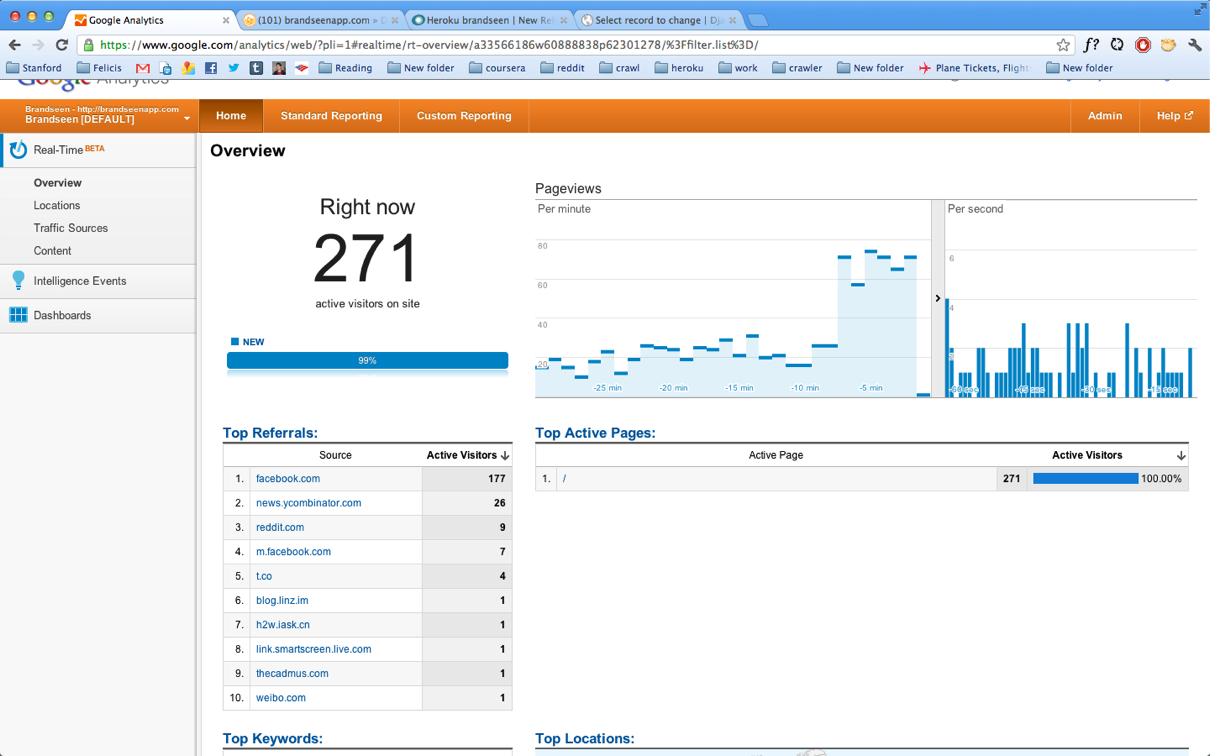 Google Analytics
(101) brandseenapp.com » D
Heroku brandseen | New Rel
Select record to change | Dja
https://www.google.com/analytics/web/?pli=1#realtime/rt-overview/a33566186w60888838p62301278/%3Ffilter.list%3D/
f?
Stanford
Felicis
Reading
New folder
coursera
reddit
crawl
heroku
work
crawler
New folder
Plane Tickets, Flight
New folder
Google Analytics
Brandseen - http://brandseenapp.com
Brandseen [DEFAULT]
Home
Standard Reporting
Custom Reporting
Admin
Help
Real-Time BETA
Overview
Locations
Traffic Sources
Content
Intelligence Events
Dashboards
Overview
Right now
271
active visitors on site
NEW
99%
Pageviews
Per minute
80
60
40
20
-25 min
-20 min
-15 min
-10 min
-5 min
Per second
6
4
-60 sec
-45 sec
-30 sec
-15 sec
Top Referrals:
Source Active Visitors
1. facebook.com 177
2. news.ycombinator.com 26
3. reddit.com 9
4. m.facebook.com 7
5. t.co 4
6. blog.linz.im 1
7. h2w.iask.cn 1
8. link.smartscreen.live.com 1
9. thecadmus.com 1
10. weibo.com 1
Top Active Pages:
Active Page Active Visitors
1. / 271 100.00%
Top Keywords:
Top Locations: